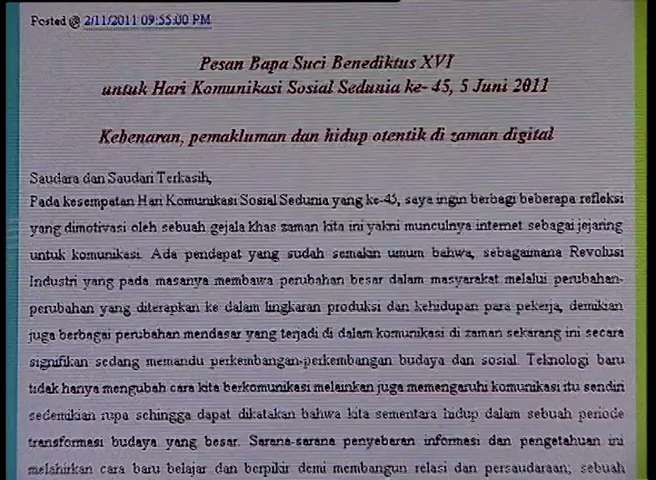 Posted @ 2/11/2011 09:55:00 PM
Pesan Bapa Suci Benediktus XVI
untuk Hari Komunikasi Sosial Sedunia ke- 45, 5 Juni 2011
Kebenaran, pemakluman dan hidup otentik di zaman digital
Saudara dan Saudari Terkasih,
Pada kesempatan Hari Komunikasi Sosial Sedunia yang ke-45, saya ingin berbagi beberapa refleksi
yang dimotivasi oleh sebuah gejala khas zaman kita ini yakni munculnya internet sebagai jejaring
untuk komunikasi. Ada pendapat yang sudah semakin umum bahwa, sebagaimana Revolusi
Industri yang pada masanya membawa perubahan besar dalam masyarakat melalui perubahan-
perubahan yang diterapkan ke dalam lingkaran produksi dan kehidupan para pekerja, demikian
juga berbagai perubahan mendasar yang terjadi di dalam komunikasi di zaman sekarang ini secara
signifikan sedang memandu perkembangan-perkembangan budaya dan sosial. Teknologi baru
tidak hanya mengubah cara kita berkomunikasi melainkan juga memengaruhi komunikasi itu sendiri
sedemikian rupa sehingga dapat dikatakan bahwa kita sementara hidup dalam sebuah periode
transformasi budaya yang besar. Sarana-sarana penyebaran informasi dan pengetahuan ini
melahirkan cara baru belajar dan berpikir demi membangun relasi dan persaudaraan; sebuah